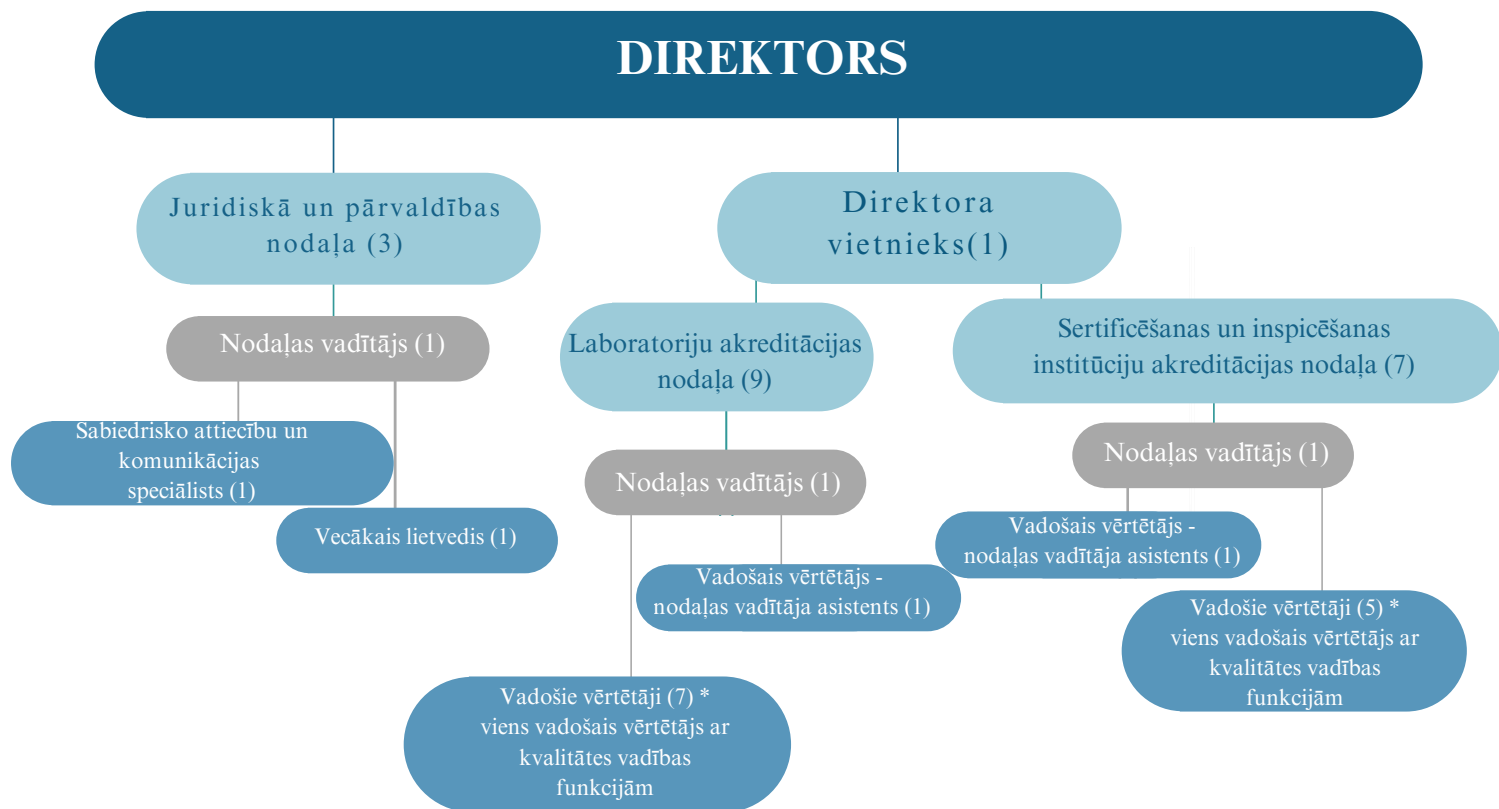 DIREKTORS
Juridiskā un pārvaldības
nodaļa (3)
Nodaļas vadītājs (1)
Sabiedrisko attiecību un
komunikācijas
speciālists (1)
Vecākais lietvedis (1)
Direktora
vietnieks(1)
Laboratoriju akreditācijas
nodaļa (9)
Nodaļas vadītājs (1)
Vadošais vērtētājs -
nodaļas vadītāja asistents (1)
Vadošie vērtētāji (7) *
viens vadošais vērtētājs ar
kvalitātes vadības
funkcijām
Sertificēšanas un inspicēšanas
institūciju akreditācijas nodaļa (7)
Nodaļas vadītājs (1)
Vadošais vērtētājs -
nodaļas vadītāja asistents (1)
Vadošie vērtētāji (5) *
viens vadošais vērtētājs ar
kvalitātes vadības
funkcijām